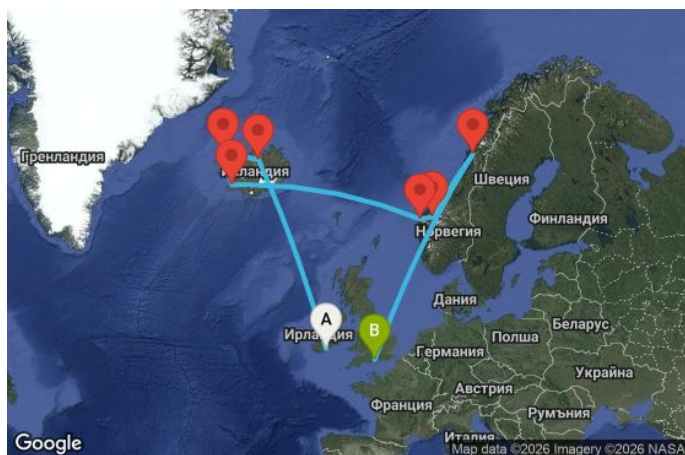 Гренландия
Исландия
Швеция
Норвегия
Финландия
A
Ирландия
B
Дания
Беларус
Полша
Германия
Украйна
Австрия
Франция
Румъния
Италия
Google
Map data ©2026 Imagery ©2026 NASA